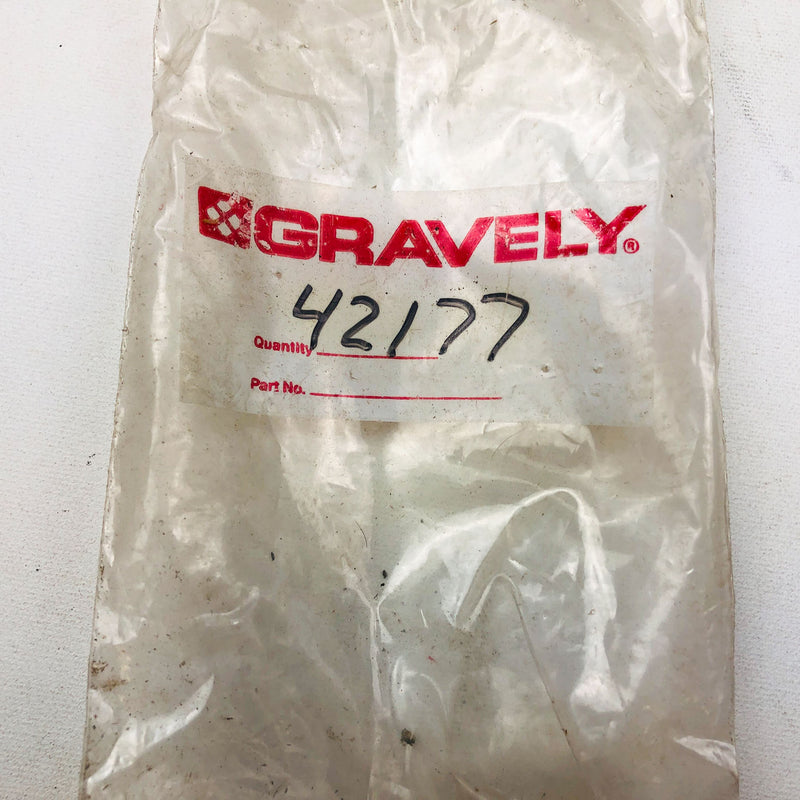 GRAVELY®
42177
Quantity
Part No.